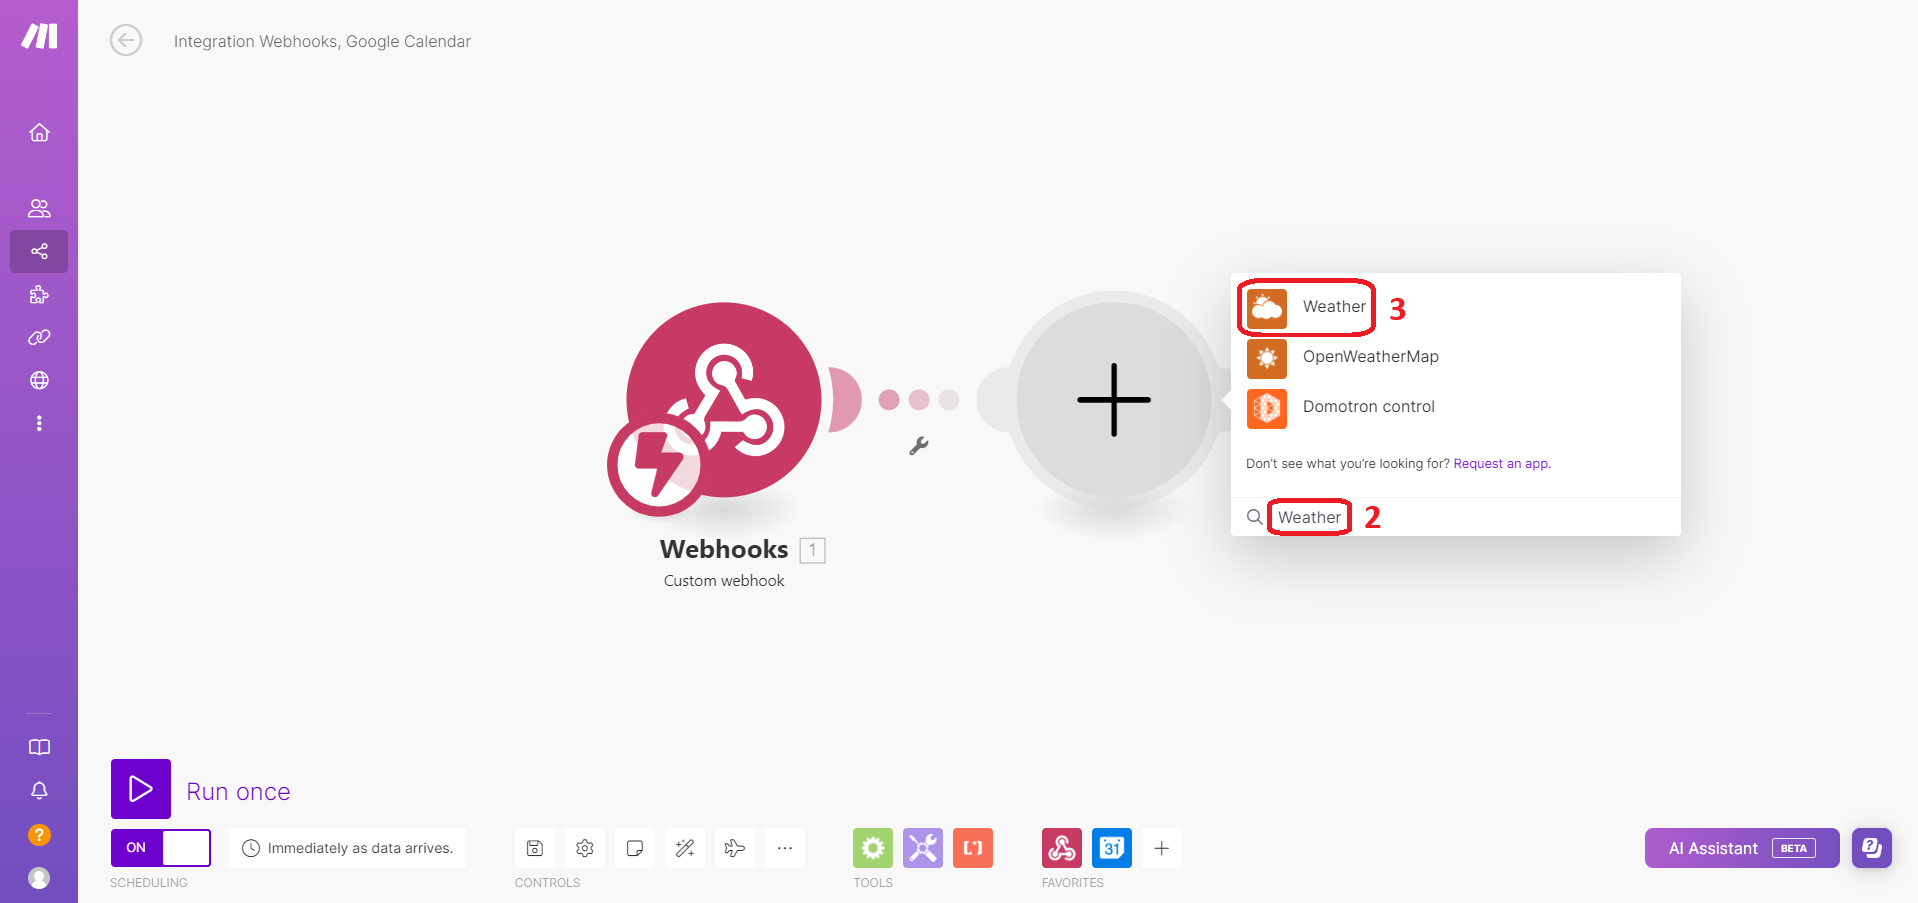 Integration Webhooks, Google Calendar
Weather
3
OpenWeatherMap
Domotron control
Don't see what you're looking for? Request an app.
Weather
2
Webhooks 1
Custom webhook
Run once
ON
Immediately as data arrives.
SCHEDULING
CONTROLS
[*]
TOOLS
31
FAVORITES
AI Assistant BETA
?
?